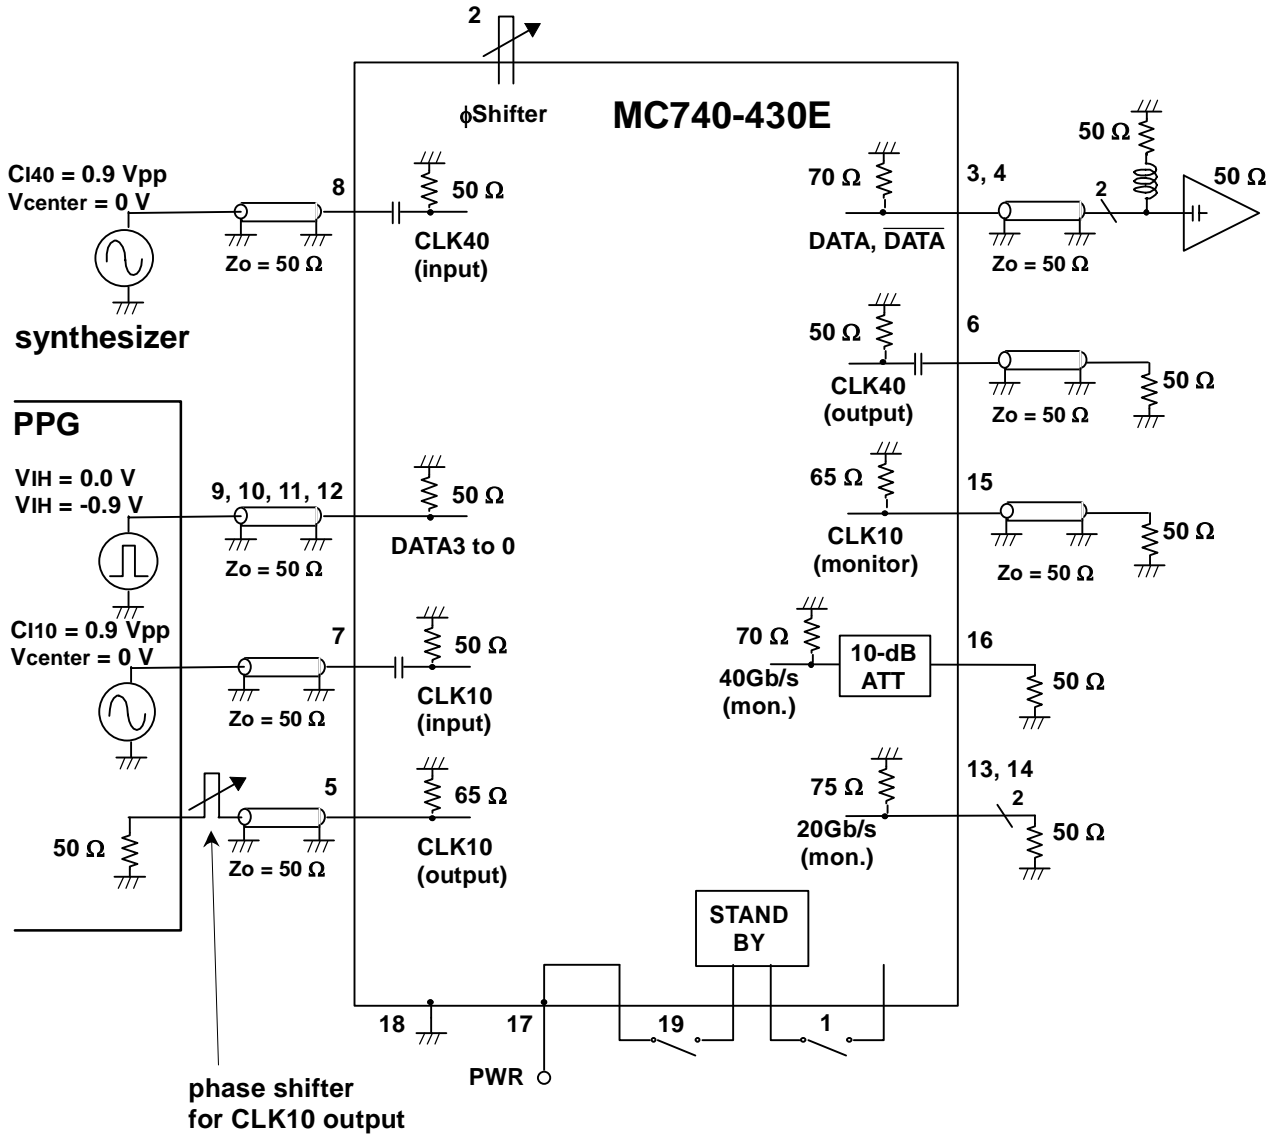 2
ϕShifter
MC740-430E
CI40 = 0.9 Vpp
Vcenter = 0 V
8
50 Ω
CLK40
(input)
Zo = 50 Ω
synthesizer
70 Ω
3, 4
DATA, D̅A̅T̅A̅
Zo = 50 Ω
2
50 Ω
50 Ω
50 Ω
6
CLK40
(output)
Zo = 50 Ω
50 Ω
PPG
VIH = 0.0 V
VIH = -0.9 V
9, 10, 11, 12
50 Ω
DATA3 to 0
Zo = 50 Ω
65 Ω
15
CLK10
(monitor)
Zo = 50 Ω
50 Ω
CI10 = 0.9 Vpp
Vcenter = 0 V
7
50 Ω
CLK10
(input)
Zo = 50 Ω
70 Ω
40Gb/s
(mon.)
10-dB
ATT
16
50 Ω
5
65 Ω
CLK10
(output)
Zo = 50 Ω
50 Ω
75 Ω
20Gb/s
(mon.)
13, 14
2
50 Ω
STAND
BY
18
17
19
1
PWR
phase shifter
for CLK10 output